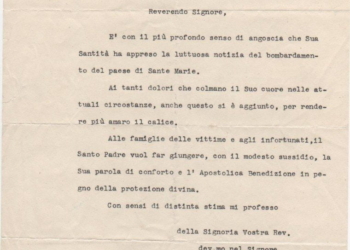 Reverendo Signore,
E' con il più profondo senso di angoscia che Sua
Santità ha appreso la luttuosa notizia del bombardamen-
to del paese di Sante Marie.
Ai tanti dolori che colmano il Suo cuore nelle at-
tuali circostanze, anche questo si è aggiunto, per rende-
re più amaro il calice.
Alle famiglie delle vittime e agli infortunati,il
Santo Padre vuol far giungere, con il modesto sussidio, la
Sua parola di conforto e l' Apostolica Benedizione in pe-
gno della protezione divina.
Con sensi di distinta stima mi professo
della Signoria Vostra Rev.
dev.mo nel Signore